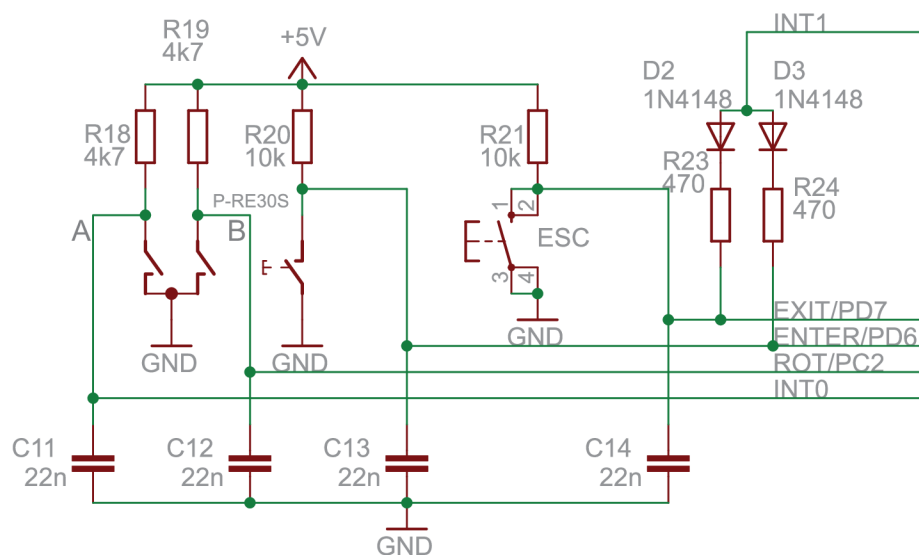 INT1
R19
4k7
+5V
D2
1N4148
D3
1N4148
R18
4k7
R20
10k
R21
10k
R23
470
R24
470
P-RE30S
A
B
1
2
ESC
3
4
GND
GND
GND
EXIT/PD7
ENTER/PD6
ROT/PC2
INT0
C11
22n
C12
22n
C13
22n
C14
22n
GND